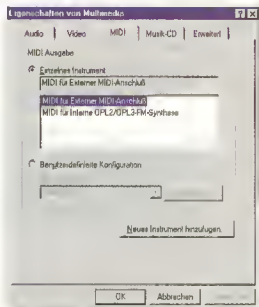 Eigenschaften von Multimedia
Audio Video MIDI Musik-CD Erweitert
MIDI Ausgabe
Einzelnes Instrument
MIDI für Externer MIDI-Anschluß
MIDI für Externer MIDI-Anschluß
MIDI für Interne OPL2/OPL3-FM-Synthese
Benutzerdefinierte Konfiguration
Neues Instrument hinzufügen.
OK Abbrechen